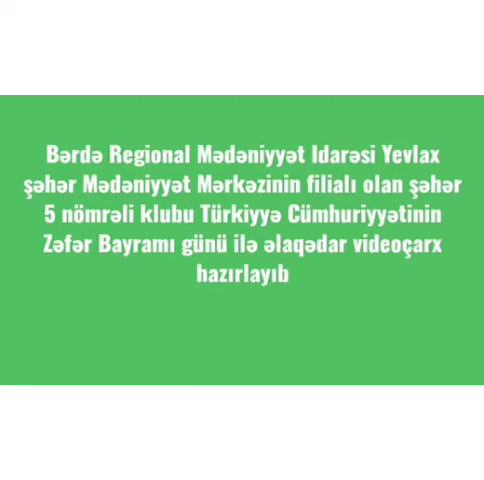 Bərdə Regional Mədəniyyət Idarəsi Yevlax
şəhər Mədəniyyət Mərkəzinin filialı olan şəhər
5 nömrəli klubu Türkiyyə Cümhuriyyətinin
Zəfər Bayramı günü ilə əlaqədar videoçarx
hazırlayıb